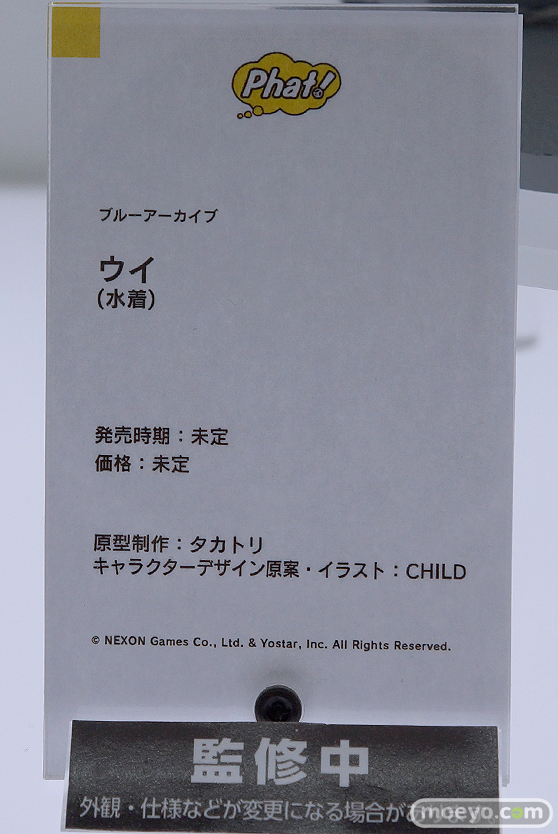 Phat!
ブルーアーカイブ
ウイ
(水着)
発売時期：未定
価格：未定
原型制作：タカトリ
キャラクターデザイン原案・イラスト：CHILD
© NEXON Games Co., Ltd. & Yostar, Inc. All Rights Reserved.
監修中
外観・仕様などが変更になる場合が
moeyo.com